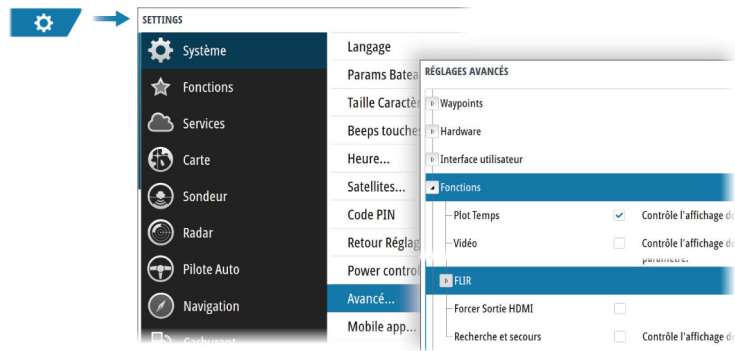 SETTINGS
Système
Fonctions
Services
Carte
Sondeur
Radar
Pilote Auto
Navigation
Carburant
Langage
Params Batea
Taille Caractè
Beeps touche
Heure...
Satellites...
Code PIN
Retour Réglag
Power control
Avancé...
Mobile app...
RÉGLAGES AVANCÉS
Waypoints
Hardware
Interface utilisateur
Fonctions
Plot Temps Contrôle l'affichage de
Vidéo Contrôle l'affichage de
paramètre.
FLIR
Forcer Sortie HDMI
Recherche et secours Contrôle l'affichage de